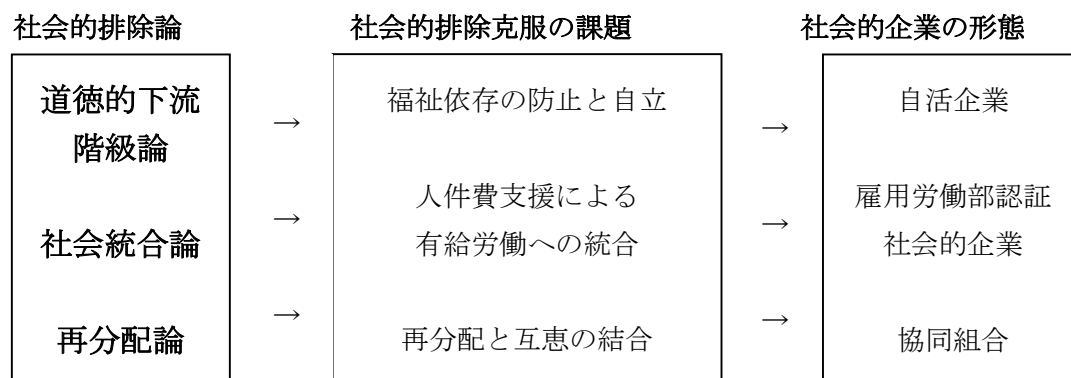 社会的排除論 社会的排除克服の課題 社会的企業の形態
道徳的下流
階級論
→
福祉依存の防止と自立
→
自活企業
社会統合論
→
人件費支援による
有給労働への統合
→
雇用労働部認証
社会的企業
再分配論
→
再分配と互恵の結合
→
協同組合